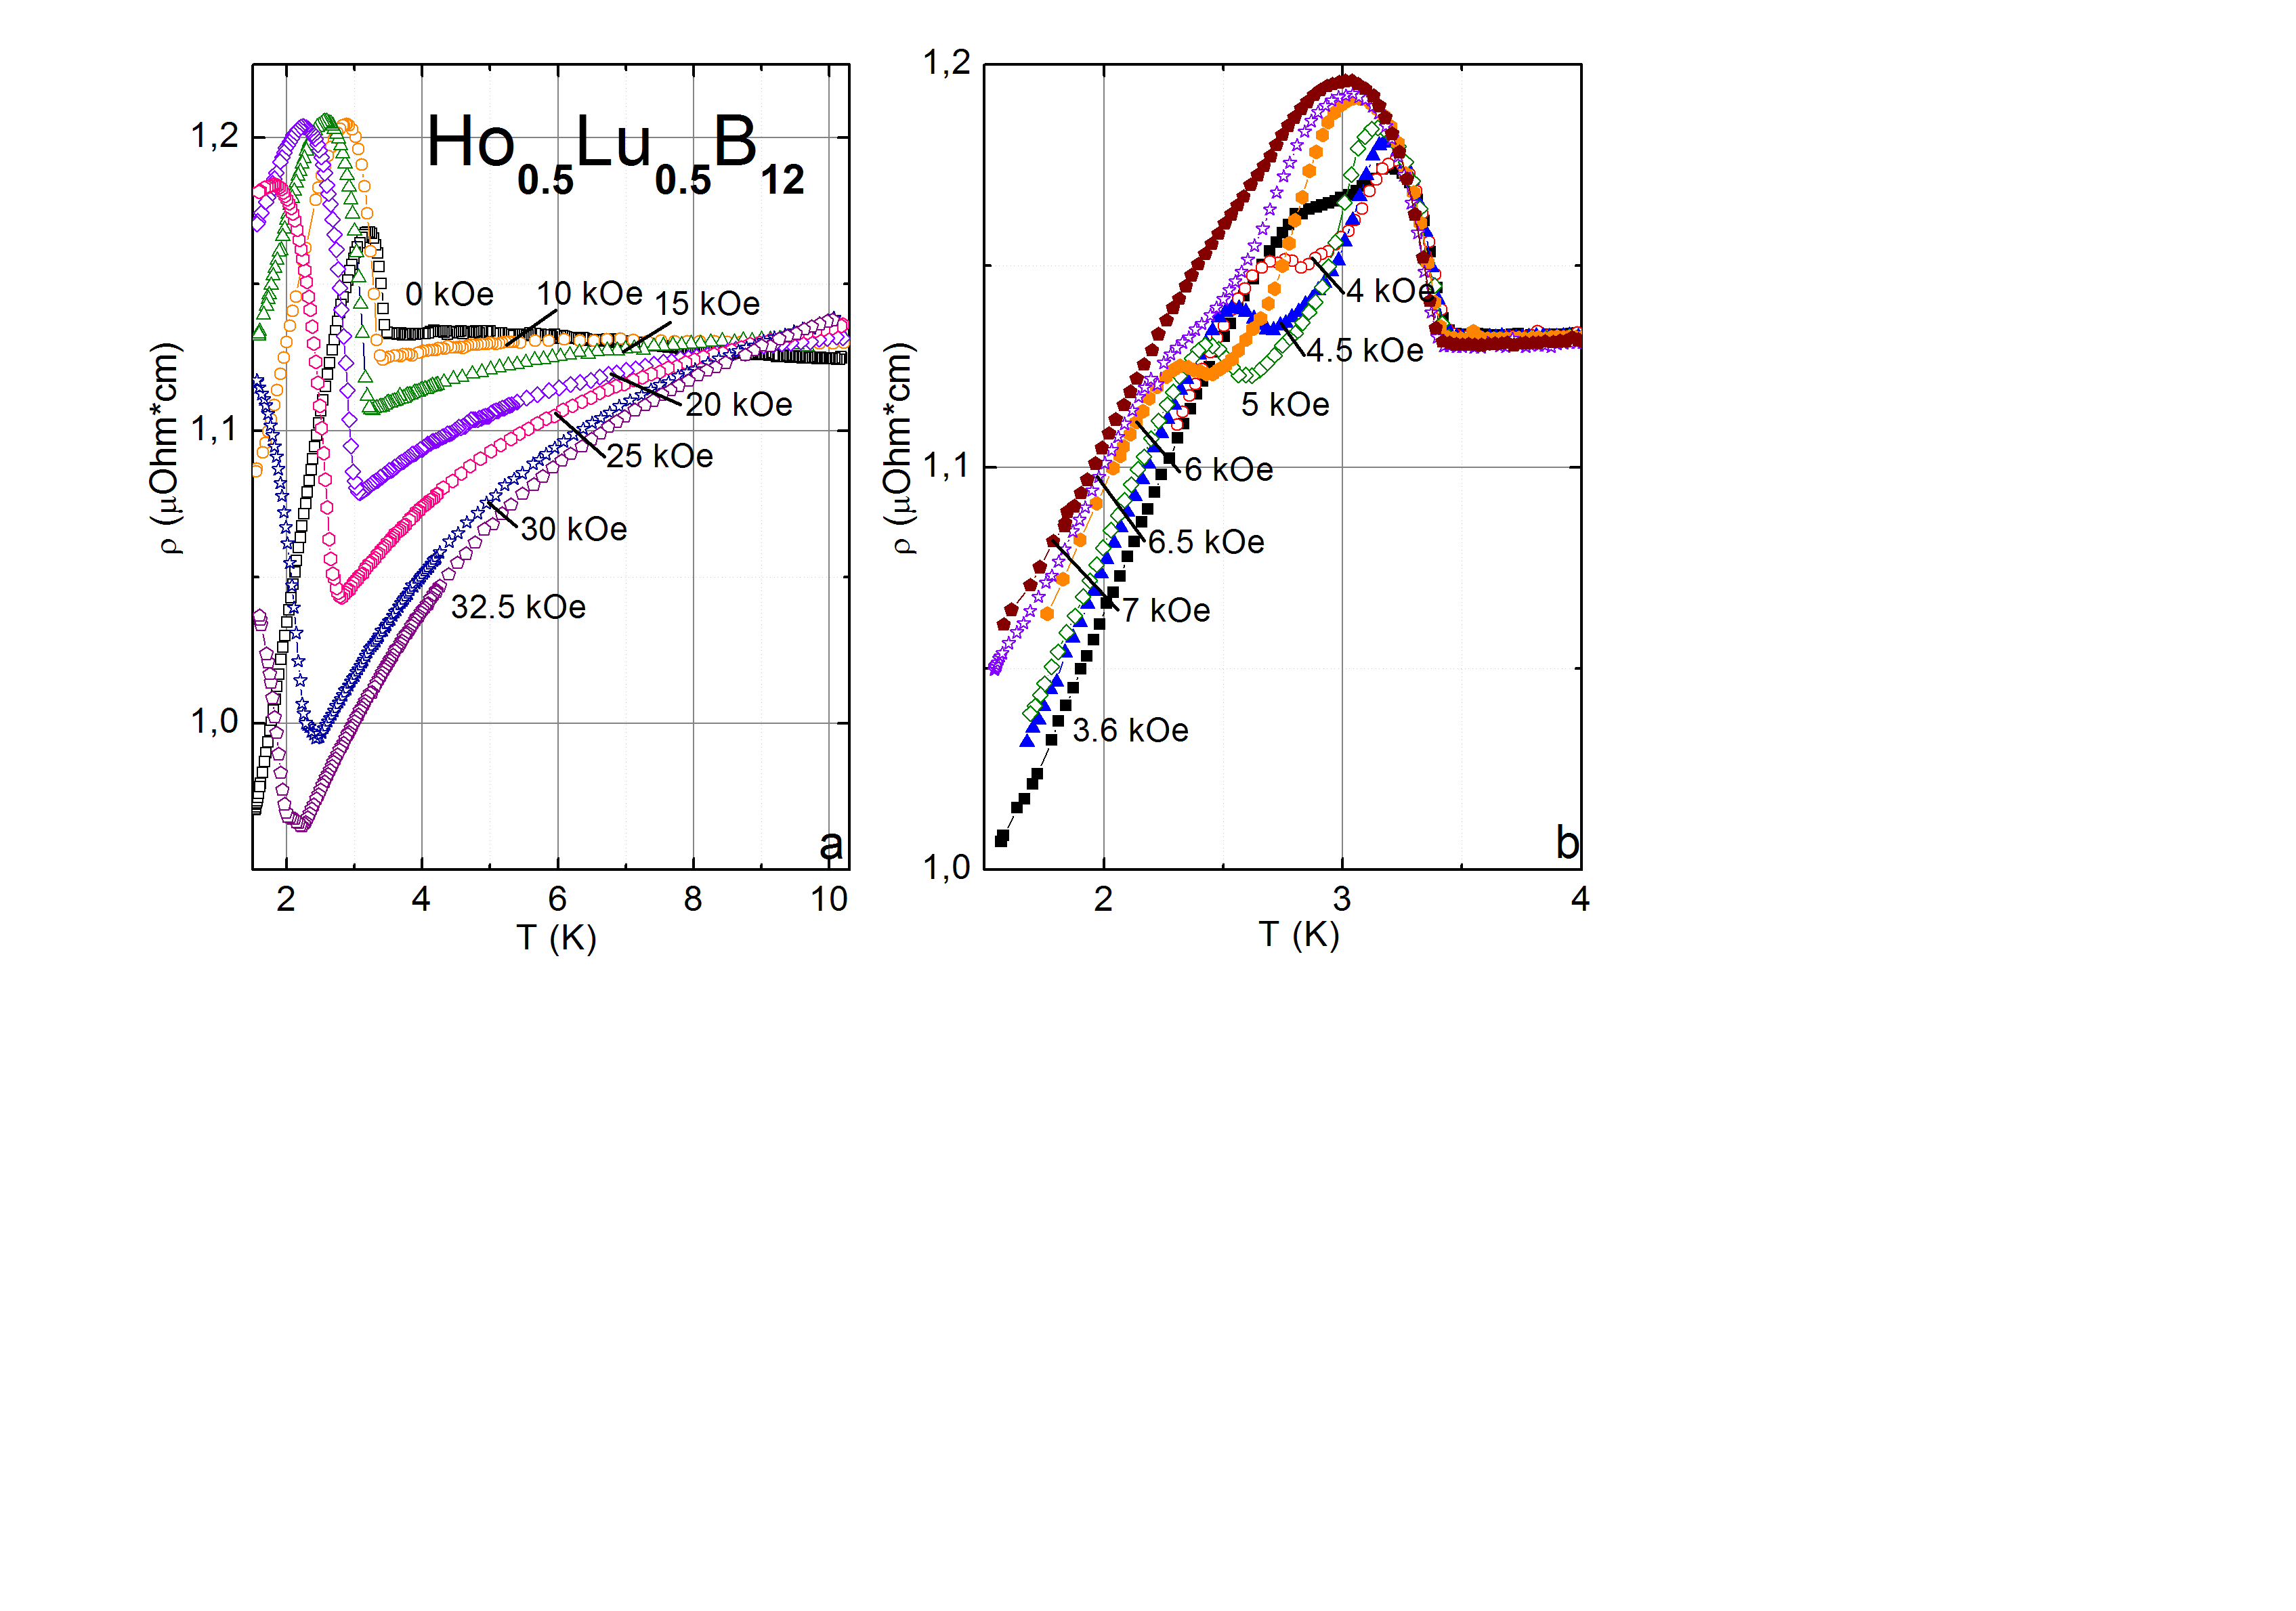 Ho0.5Lu0.5B12
1,2
1,1
1,0
ρ (μOhm*cm)
0 kOe
10 kOe
15 kOe
20 kOe
25 kOe
30 kOe
32.5 kOe
a
2 4 6 8 10
T (K)
1,2
1,1
1,0
ρ (μOhm*cm)
4 kOe
4.5 kOe
5 kOe
6 kOe
6.5 kOe
7 kOe
3.6 kOe
b
2 3 4
T (K)